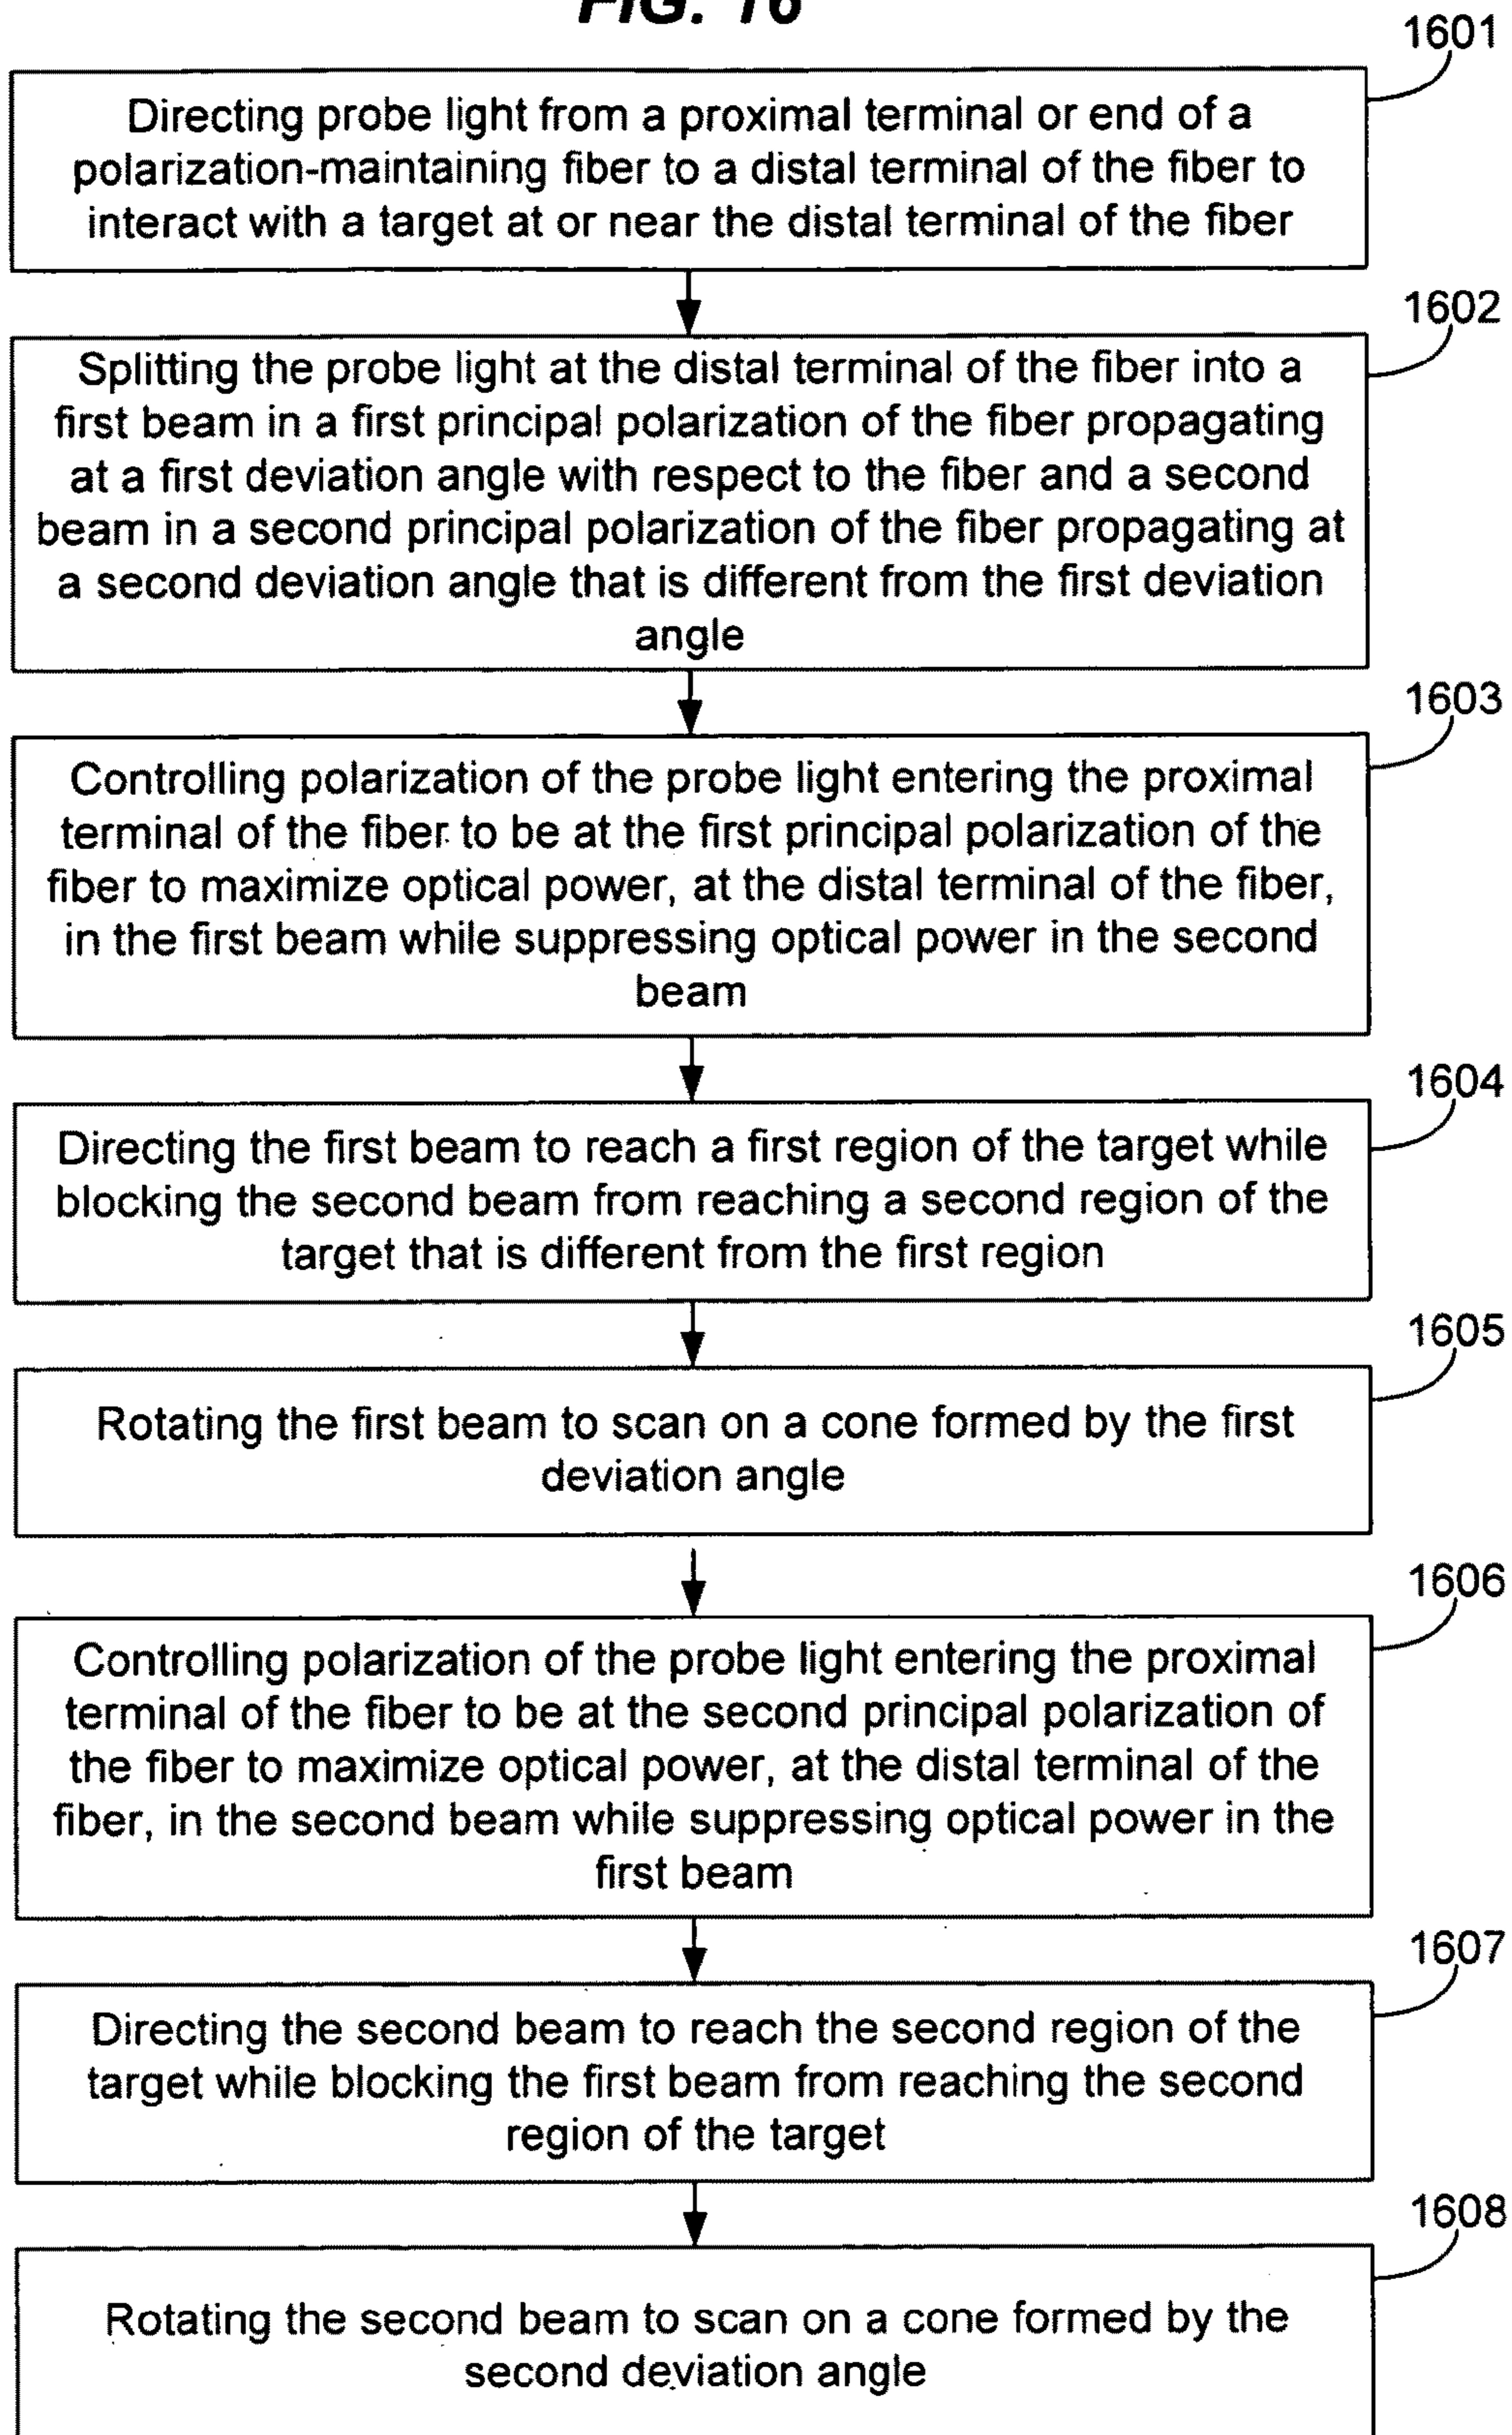 FIG. 16
1601
Directing probe light from a proximal terminal or end of a
polarization-maintaining fiber to a distal terminal of the fiber to
interact with a target at or near the distal terminal of the fiber
1602
Splitting the probe light at the distal terminal of the fiber into a
first beam in a first principal polarization of the fiber propagating
at a first deviation angle with respect to the fiber and a second
beam in a second principal polarization of the fiber propagating at
a second deviation angle that is different from the first deviation
angle
1603
Controlling polarization of the probe light entering the proximal
terminal of the fiber to be at the first principal polarization of the
fiber to maximize optical power, at the distal terminal of the fiber,
in the first beam while suppressing optical power in the second
beam
1604
Directing the first beam to reach a first region of the target while
blocking the second beam from reaching a second region of the
target that is different from the first region
1605
Rotating the first beam to scan on a cone formed by the first
deviation angle
1606
Controlling polarization of the probe light entering the proximal
terminal of the fiber to be at the second principal polarization of
the fiber to maximize optical power, at the distal terminal of the
fiber, in the second beam while suppressing optical power in the
first beam
1607
Directing the second beam to reach the second region of the
target while blocking the first beam from reaching the second
region of the target
1608
Rotating the second beam to scan on a cone formed by the
second deviation angle